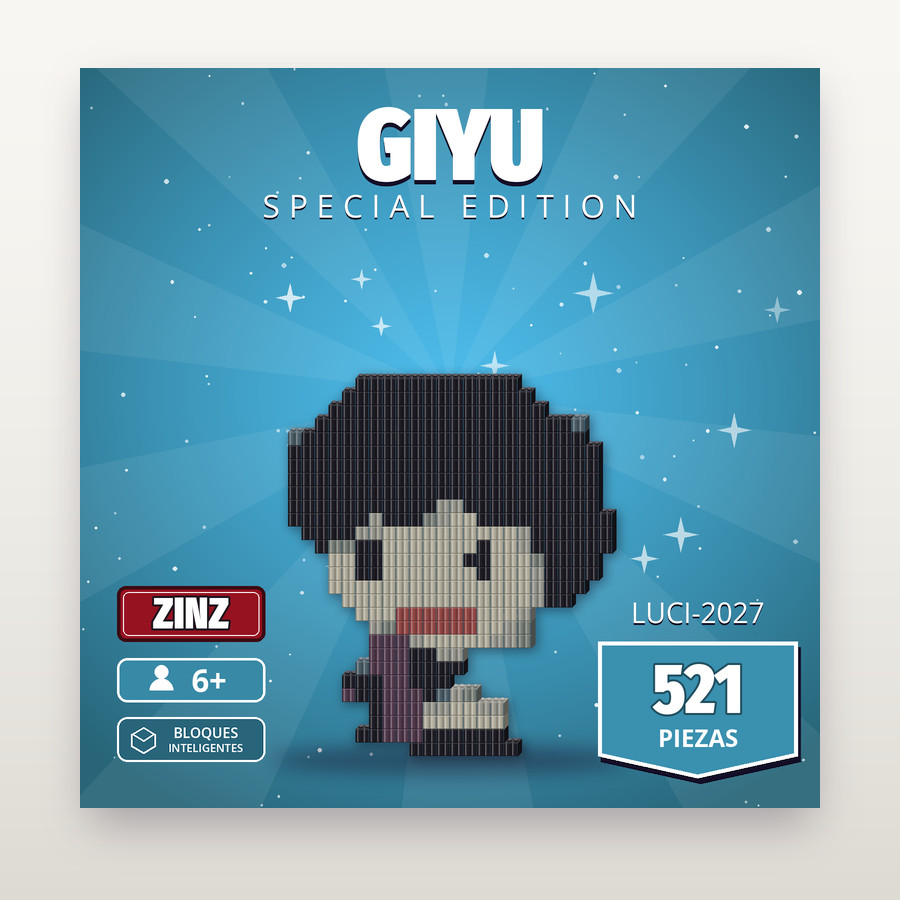 GIYU
SPECIAL EDITION
ZINZ
6+
BLOQUES
INTELIGENTES
LUCI-2027
521
PIEZAS